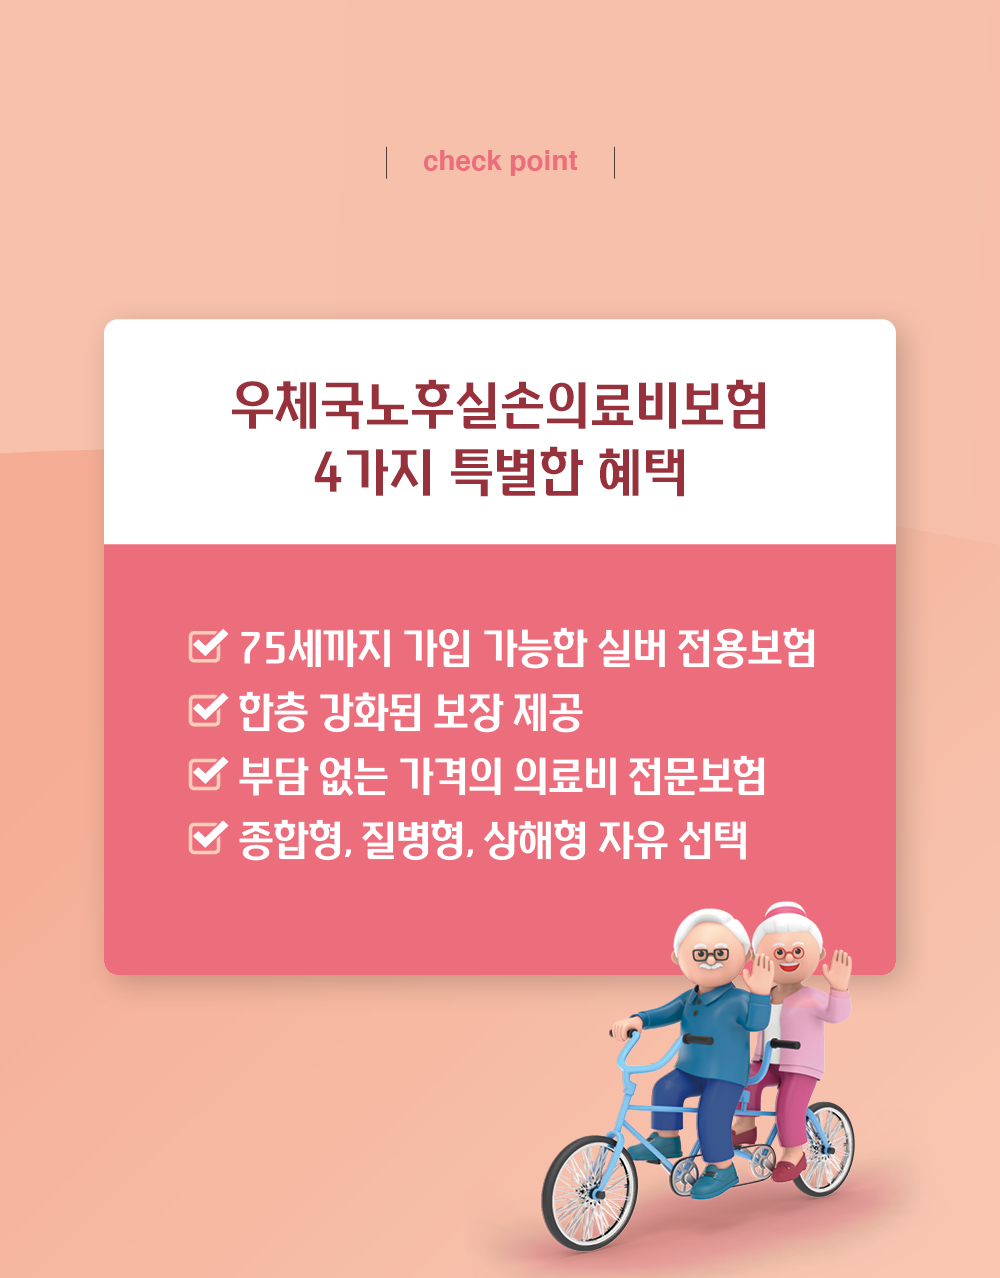 check point
우체국노후실손의료비보험
4가지 특별한 혜택
75세까지 가입 가능한 실버 전용보험
한층 강화된 보장 제공
부담 없는 가격의 의료비 전문보험
종합형, 질병형, 상해형 자유 선택